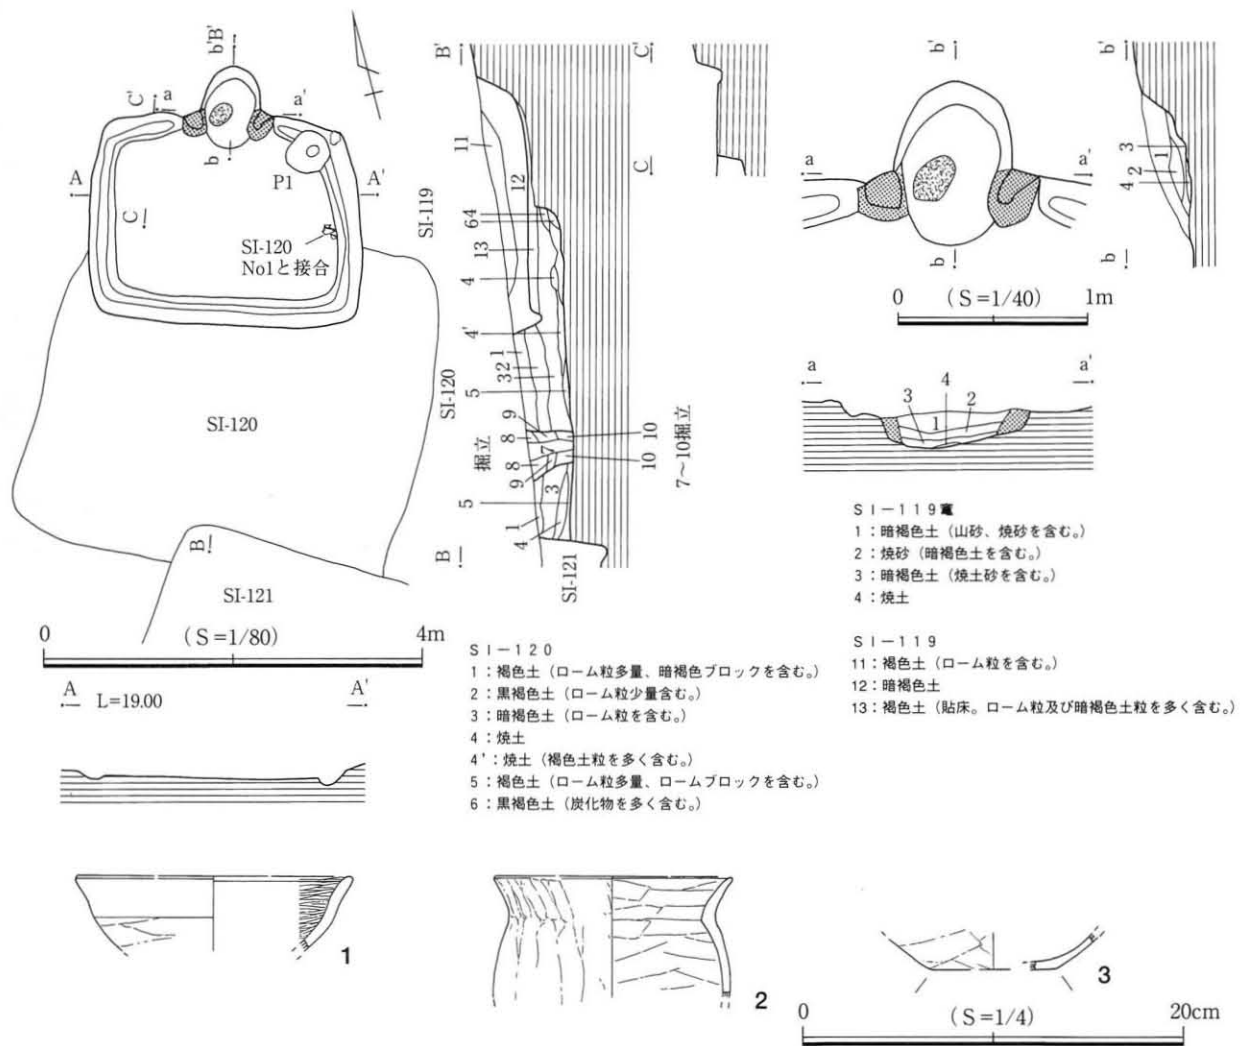 b'B'
C'
a
a'
b
P1
A
A'
C
SI-120
No1と接合
SI-120
B
SI-121
0
(S=1/80)
4m
A
L=19.00
A'
B'
SI-119
11
12
64
13
4
4'
1
32
SI-120
5
9
8
掘立
7
10
10
8
9
3
7～10掘立
5
1
4
B
SI-121
C'
C
b'
a
a'
b
0
(S=1/40)
1m
b'
3
1
2
4
b
a
a'
4
3
2
1
SI－119竃
1：暗褐色土（山砂、焼砂を含む。）
2：焼砂（暗褐色土を含む。）
3：暗褐色土（焼土砂を含む。）
4：焼土
SI－119
11：褐色土（ローム粒を含む。）
12：暗褐色土
13：褐色土（貼床。ローム粒及び暗褐色土粒を多く含む。）
SI－120
1：褐色土（ローム粒多量、暗褐色ブロックを含む。）
2：黒褐色土（ローム粒少量含む。）
3：暗褐色土（ローム粒を含む。）
4：焼土
4'：焼土（褐色土粒を多く含む。）
5：褐色土（ローム粒多量、ロームブロックを含む。）
6：黒褐色土（炭化物を多く含む。）
1
2
3
0
(S=1/4)
20cm